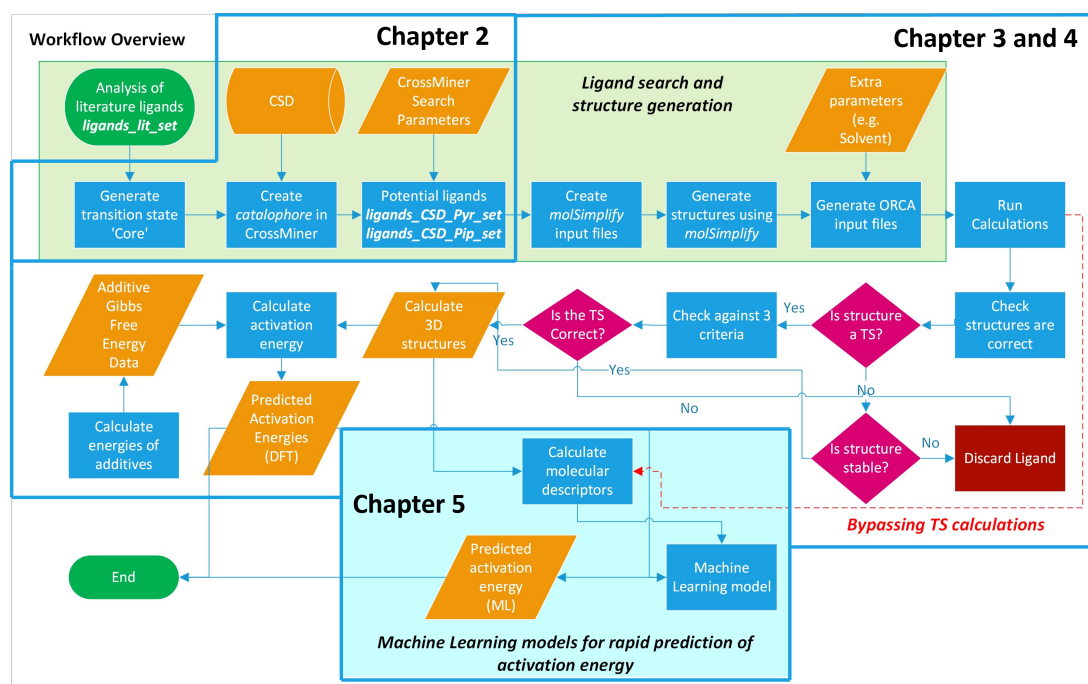 Workflow Overview
Chapter 2
Chapter 3 and 4
Analysis of
literature ligands
ligands_lit_set
CSD
CrossMiner
Search
Parameters
Ligand search and
structure generation
Extra
parameters
(e.g.
Solvent)
Generate
transition state
'Core'
Create
catalophore in
CrossMiner
Potential ligands
ligands_CSD_Pyr_set
ligands_CSD_Pip_set
Create
molSimplify
input files
Generate
structures using
molSimplify
Generate ORCA
input files
Run
Calculations
Additive
Gibbs
Free
Energy
Data
Calculate
activation
energy
Calculate
3D
structures
Yes
Is the TS
Correct?
Check against 3
criteria
Yes
Is structure
a TS?
Check
structures are
correct
Yes
No
No
Calculate
energies of
additives
Predicted
Activation
Energies
(DFT)
Is structure
stable?
No
Discard Ligand
Calculate
molecular
descriptors
Chapter 5
Bypassing TS calculations
End
Predicted
activation
energy
(ML)
Machine
Learning model
Machine Learning models for rapid prediction of
activation energy